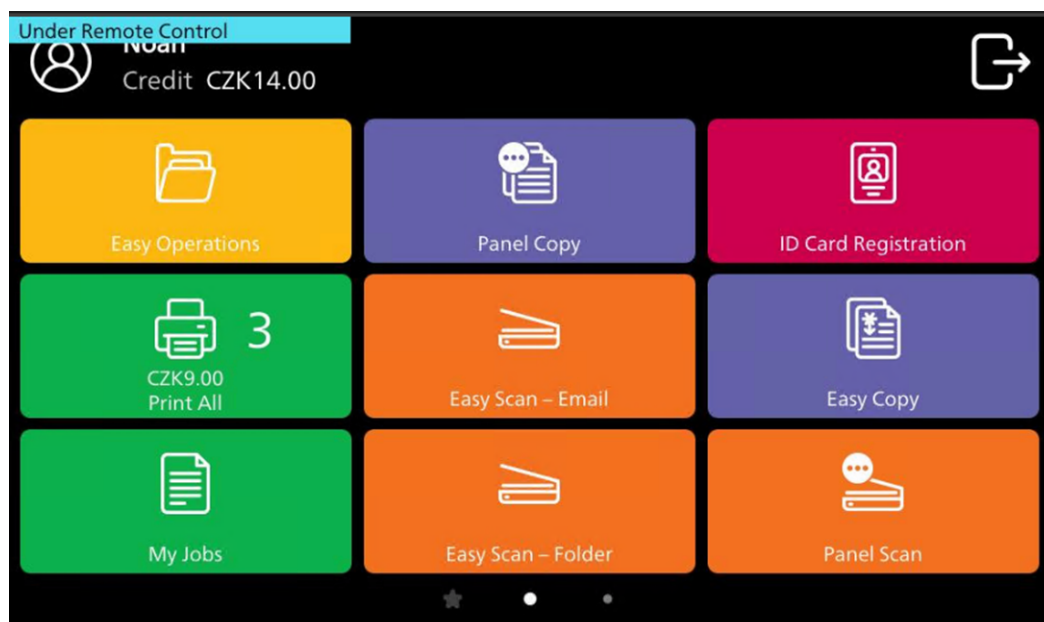 Under Remote Control
Noah
Credit CZK14.00
Easy Operations
Panel Copy
ID Card Registration
3
CZK9.00
Print All
Easy Scan – Email
Easy Copy
My Jobs
Easy Scan – Folder
Panel Scan